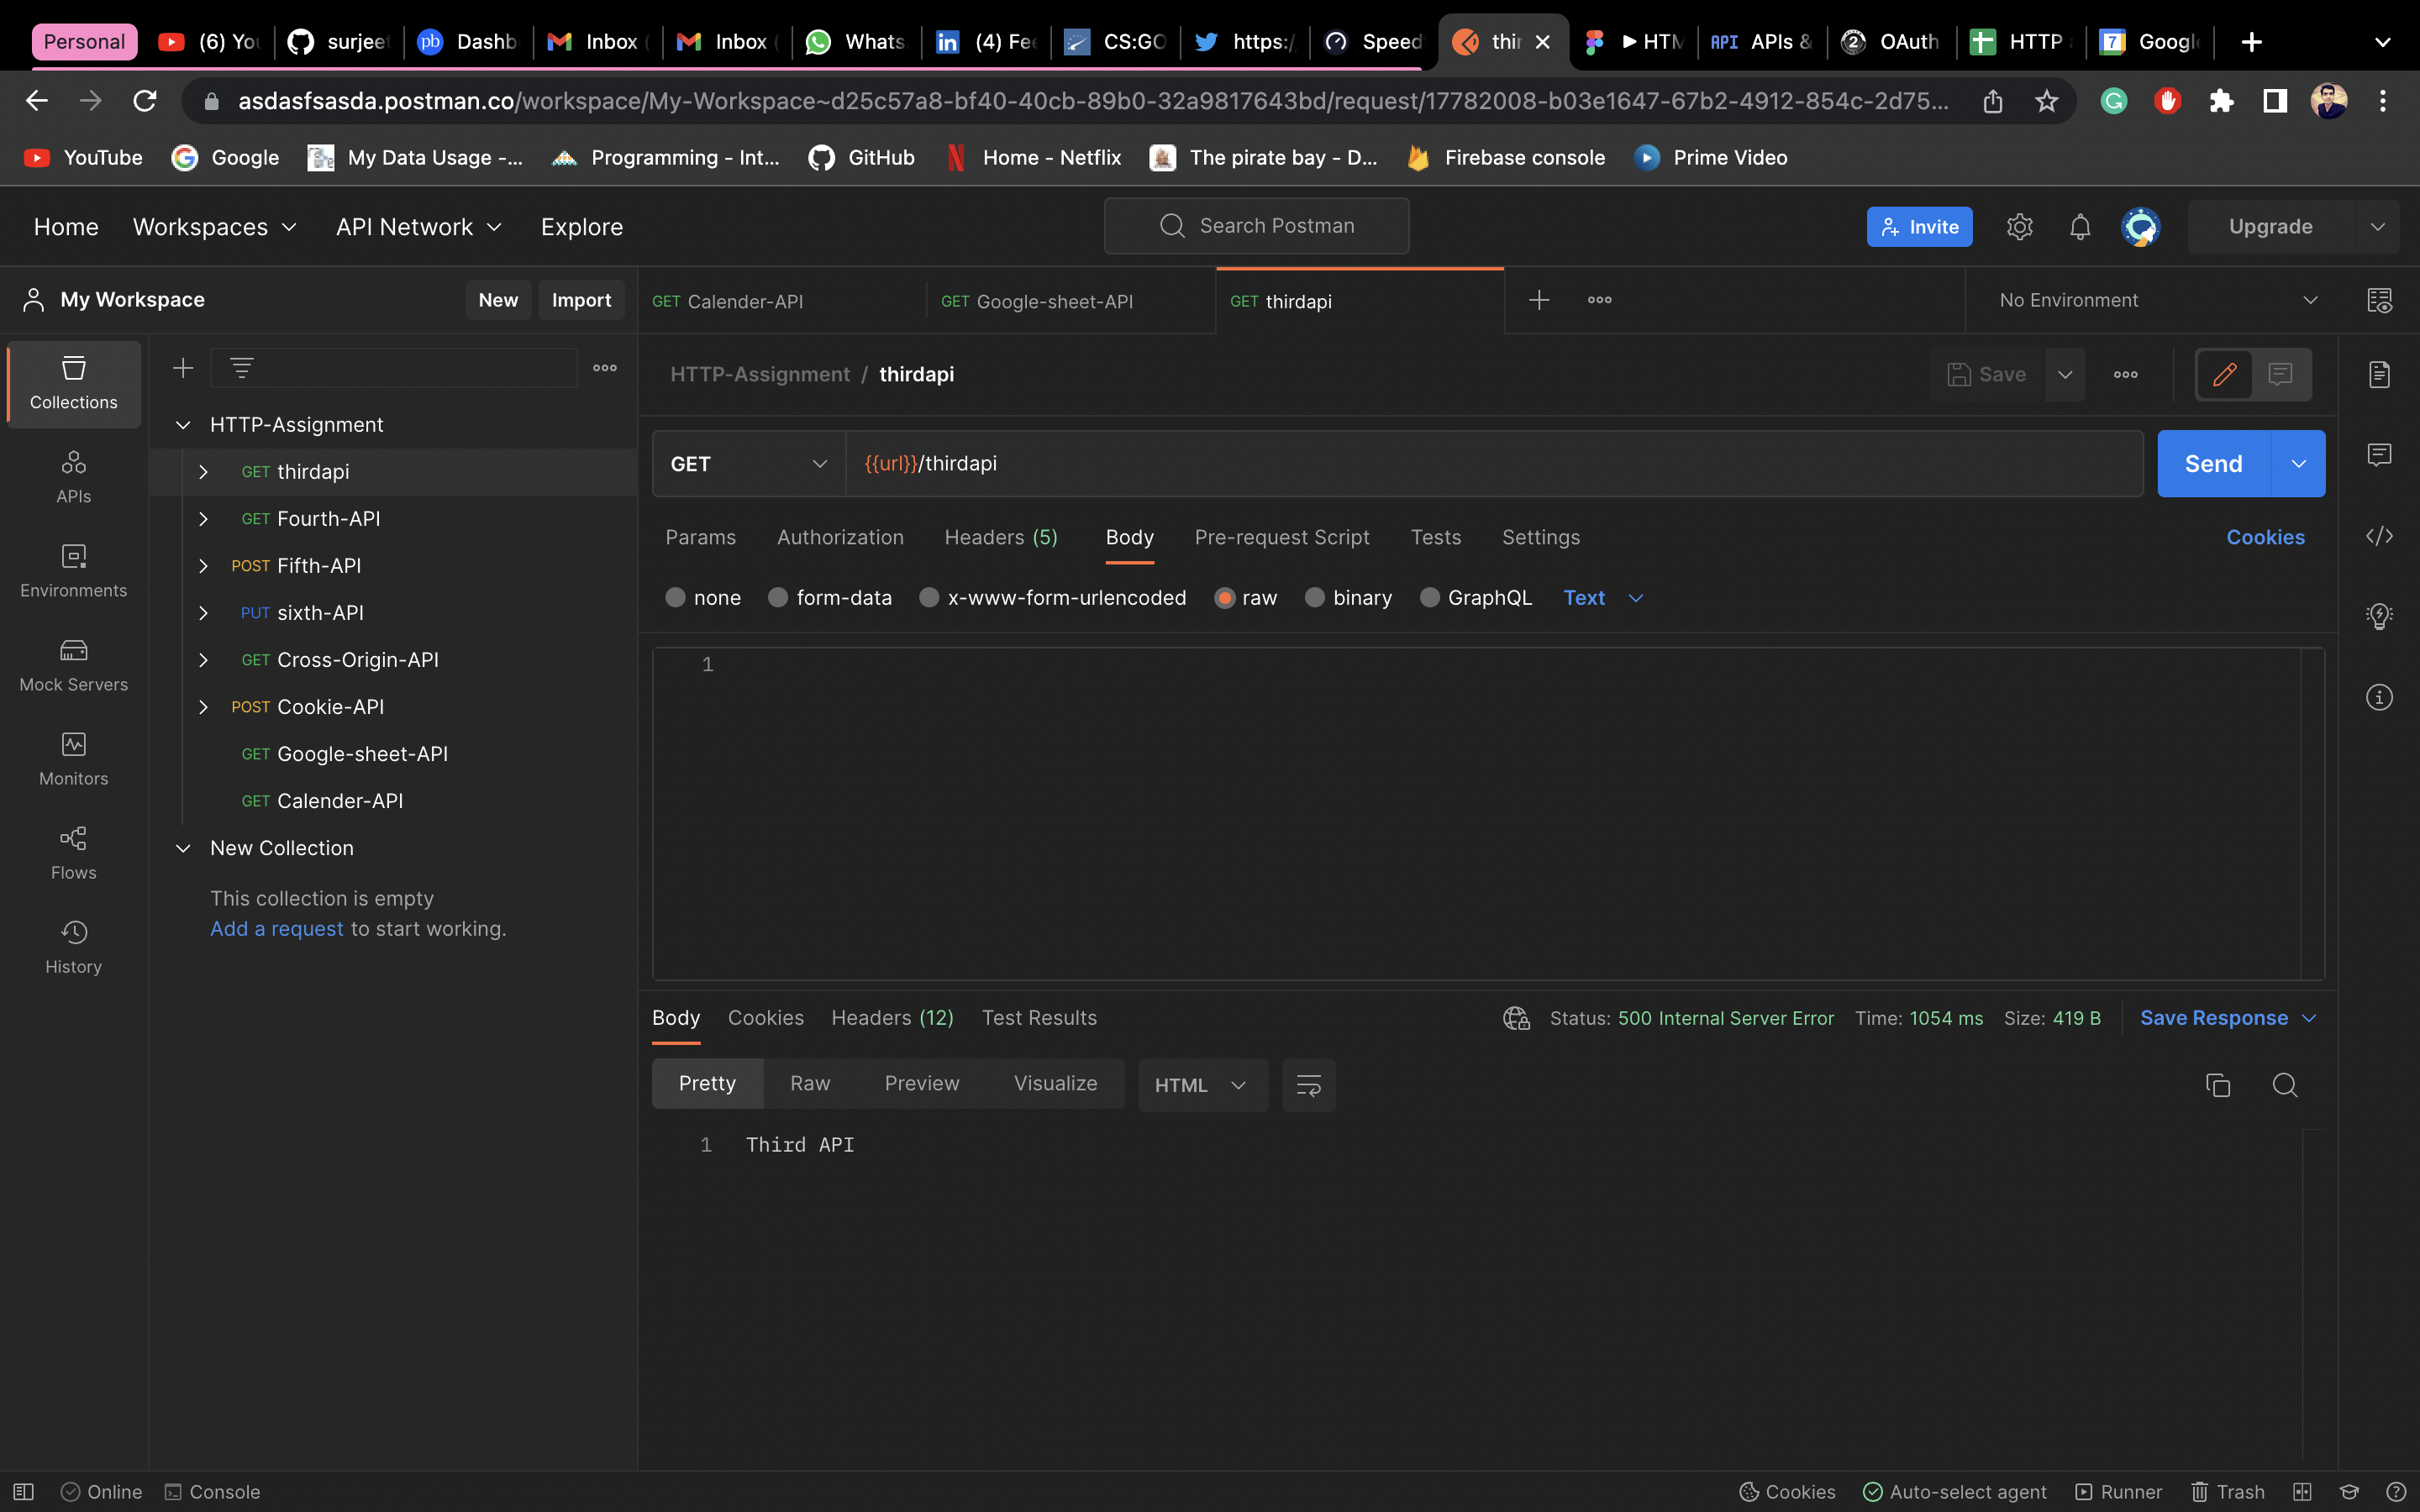 Personal (6) You surjeet Dashb Inbox ( Inbox ( Whats (4) Fee CS:GO https:/ Speed thir HTM API APIs & OAuth HTTP 7 Google
asdasfsasda.postman.co/workspace/My-Workspace~d25c57a8-bf40-40cb-89b0-32a9817643bd/request/17782008-b03e1647-67b2-4912-854c-2d75...
YouTube Google My Data Usage -... Programming - Int... GitHub Home - Netflix The pirate bay - D... Firebase console Prime Video
Home Workspaces API Network Explore Search Postman Invite Upgrade
My Workspace New Import GET Calender-API GET Google-sheet-API GET thirdapi No Environment
Collections
APIs
Environments
Mock Servers
Monitors
Flows
History
HTTP-Assignment
GET thirdapi
GET Fourth-API
POST Fifth-API
PUT sixth-API
GET Cross-Origin-API
POST Cookie-API
GET Google-sheet-API
GET Calender-API
New Collection
This collection is empty
Add a request to start working.
HTTP-Assignment / thirdapi Save
GET {{url}}/thirdapi Send
Params Authorization Headers (5) Body Pre-request Script Tests Settings Cookies
none form-data x-www-form-urlencoded raw binary GraphQL Text
1
Body Cookies Headers (12) Test Results Status: 500 Internal Server Error Time: 1054 ms Size: 419 B Save Response
Pretty Raw Preview Visualize HTML
1 Third API
Online Console Cookies Auto-select agent Runner Trash